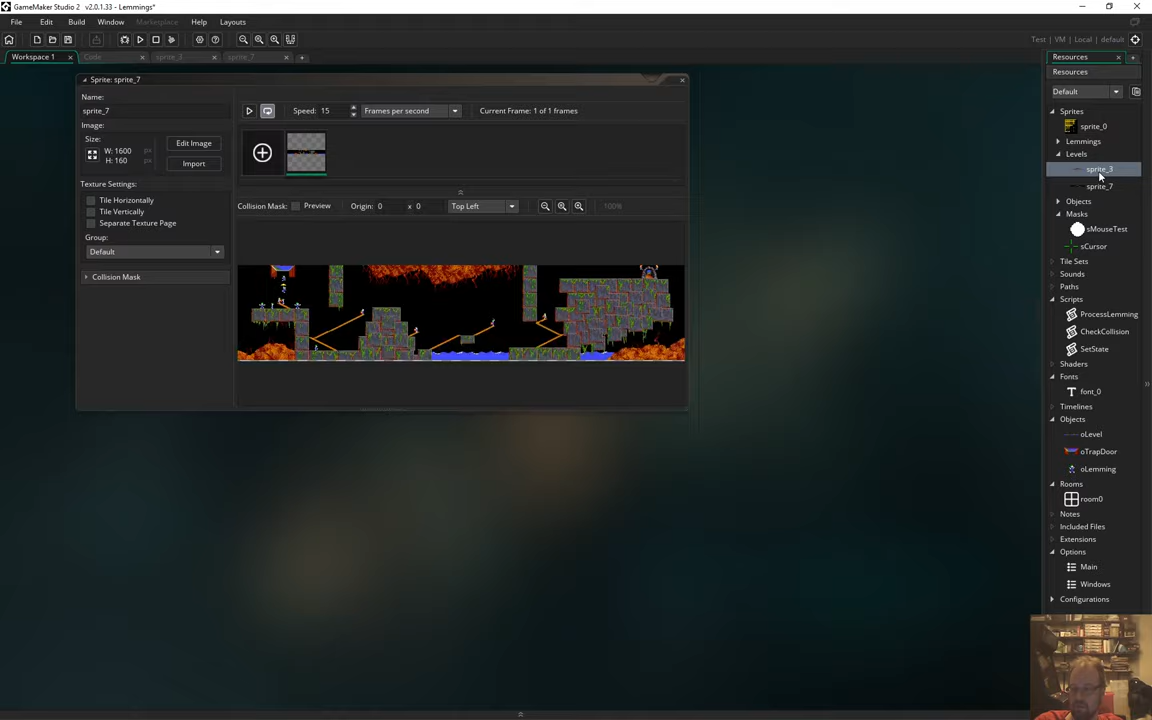 GameMaker Studio 2 v2.0.1.33 - Lemmings*
File Edit Build Window Marketplace Help Layouts
Test | VM | Local | default
Workspace 1 Code sprite_3 sprite_7
Sprite: sprite_7
Name:
sprite_7
Image:
Size:
W: 1600 px
H: 160 px
Edit Image
Import
Texture Settings:
Tile Horizontally
Tile Vertically
Separate Texture Page
Group:
Default
Collision Mask
Speed: 15 Frames per second Current Frame: 1 of 1 frames
Collision Mask: Preview Origin: 0 x 0 Top Left 100%
Resources
Resources
Default
Sprites
sprite_0
Lemmings
Levels
sprite_3
sprite_7
Objects
Masks
sMouseTest
sCursor
Tile Sets
Sounds
Paths
Scripts
ProcessLemming
CheckCollision
SetState
Shaders
Fonts
font_0
Timelines
Objects
oLevel
oTrapDoor
oLemming
Rooms
room0
Notes
Included Files
Extensions
Options
Main
Windows
Configurations